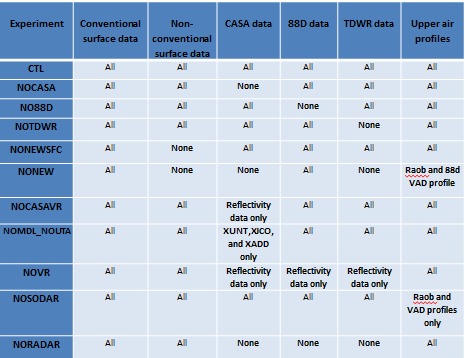 Experiment Conventional surface data Non-conventional surface data CASA data 88D data TDWR data Upper air profiles
CTL All All All All All All
NOCASA All All None All All All
NO88D All All All None All All
NOTDWR All All All All None All
NONEWSFC All None All All All All
NONEW All None None All None Raob and 88d VAD profile
NOCASAVR All All Reflectivity data only All All All
NOMDL_NOUTA All All XUNT,XICO, and XADD only All All All
NOVR All All Reflectivity data only Reflectivity data only Reflectivity data only All
NOSODAR All All All All All Raob and VAD profiles only
NORADAR All All None None None All